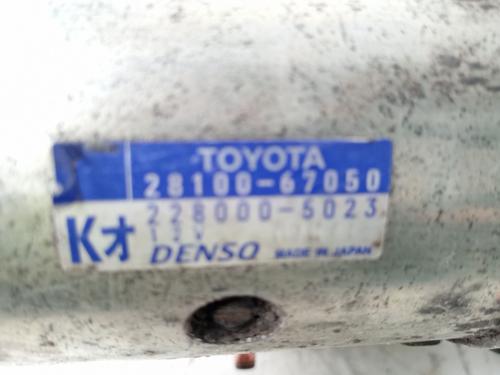 TOYOTA
28100-67050
228000-5023
Kオ 12V
DENSO MADE IN JAPAN